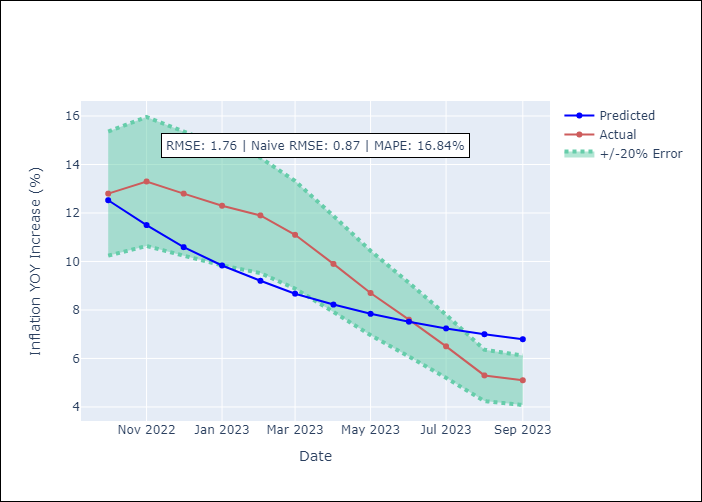 16
14
12
10
8
6
4
Inflation YOY Increase (%)
RMSE: 1.76 | Naive RMSE: 0.87 | MAPE: 16.84%
Predicted
Actual
+/-20% Error
Nov 2022 Jan 2023 Mar 2023 May 2023 Jul 2023 Sep 2023
Date